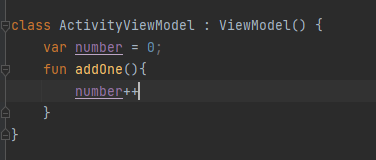 class ActivityViewModel : ViewModel() {
    var number = 0;
    fun addOne(){
        number++
    }
}